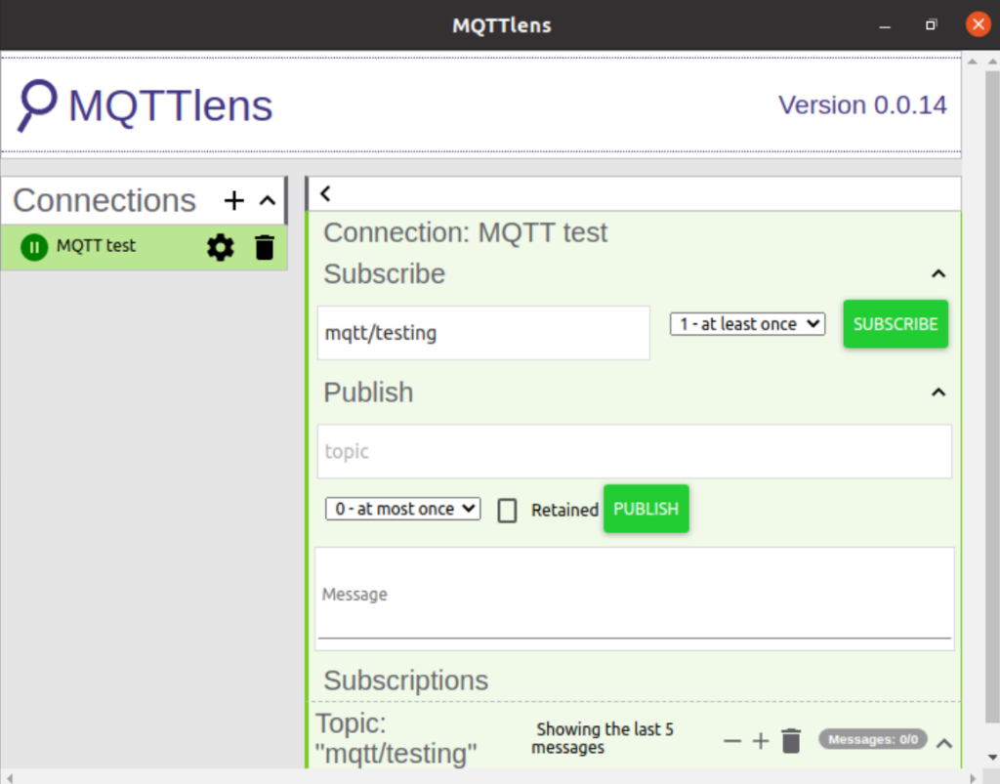 MQTTlens
MQTTlens
Version 0.0.14
Connections
MQTT test
Connection: MQTT test
Subscribe
mqtt/testing
1 - at least once
SUBSCRIBE
Publish
topic
0 - at most once
Retained
PUBLISH
Message
Subscriptions
Topic:
"mqtt/testing"
Showing the last 5
messages
Messages: 0/0